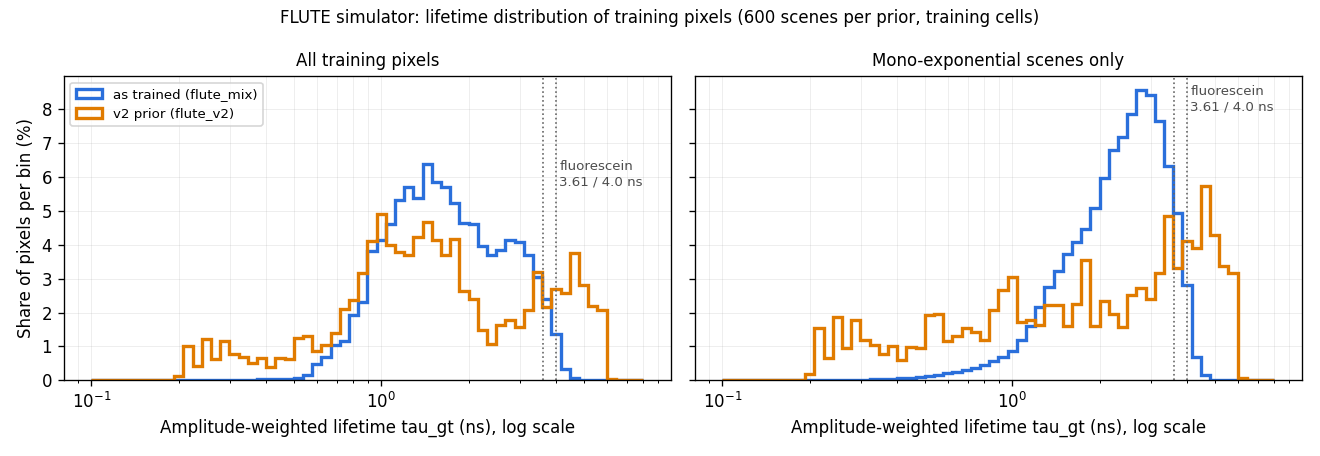 FLUTE simulator: lifetime distribution of training pixels (600 scenes per prior, training cells)
All training pixels
Mono-exponential scenes only
Share of pixels per bin (%)
8
7
6
5
4
3
2
1
0
as trained (flute_mix)
v2 prior (flute_v2)
fluorescein
3.61 / 4.0 ns
fluorescein
3.61 / 4.0 ns
10⁻¹
10⁰
10⁻¹
10⁰
Amplitude-weighted lifetime tau_gt (ns), log scale
Amplitude-weighted lifetime tau_gt (ns), log scale